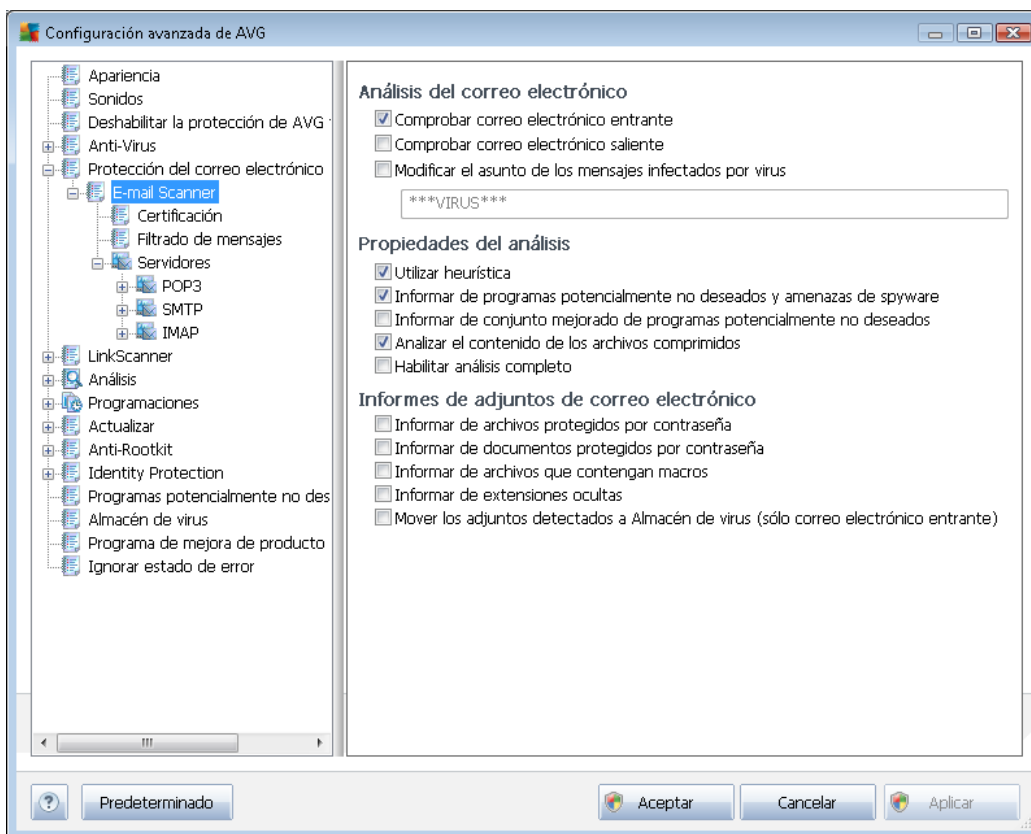 Configuración avanzada de AVG
Apariencia
Sonidos
Deshabilitar la protección de AVG
Anti-Virus
Protección del correo electrónico
E-mail Scanner
Certificación
Filtrado de mensajes
Servidores
POP3
SMTP
IMAP
LinkScanner
Análisis
Programaciones
Actualizar
Anti-Rootkit
Identity Protection
Programas potencialmente no des
Almacén de virus
Programa de mejora de producto
Ignorar estado de error
Análisis del correo electrónico
Comprobar correo electrónico entrante
Comprobar correo electrónico saliente
Modificar el asunto de los mensajes infectados por virus
***VIRUS***
Propiedades del análisis
Utilizar heurística
Informar de programas potencialmente no deseados y amenazas de spyware
Informar de conjunto mejorado de programas potencialmente no deseados
Analizar el contenido de los archivos comprimidos
Habilitar análisis completo
Informes de adjuntos de correo electrónico
Informar de archivos protegidos por contraseña
Informar de documentos protegidos por contraseña
Informar de archivos que contengan macros
Informar de extensiones ocultas
Mover los adjuntos detectados a Almacén de virus (sólo correo electrónico entrante)
? Predeterminado Aceptar Cancelar Aplicar